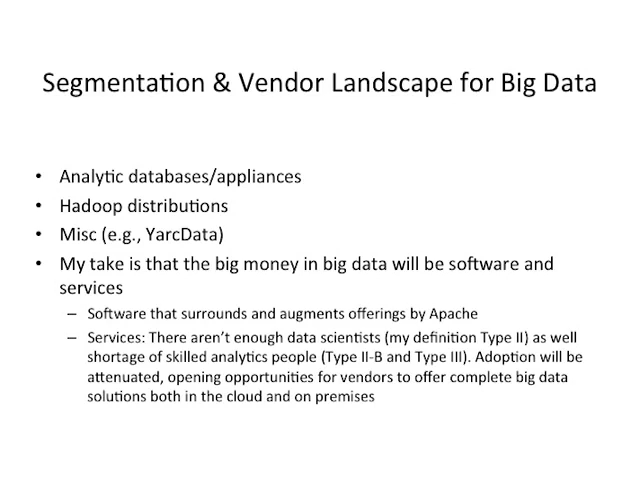 Segmentation & Vendor Landscape for Big Data
• Analytic databases/appliances
• Hadoop distributions
• Misc (e.g., YarcData)
• My take is that the big money in big data will be software and
services
– Software that surrounds and augments offerings by Apache
– Services: There aren't enough data scientists (my definition Type II) as well
shortage of skilled analytics people (Type II-B and Type III). Adoption will be
attenuated, opening opportunities for vendors to offer complete big data
solutions both in the cloud and on premises